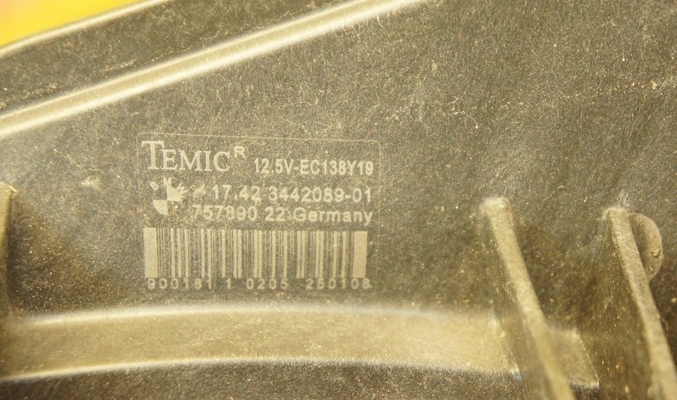 TEMIC® 12.5V-EC138Y19
17.42 3442089-01
757890 22 Germany
900181 1 0205 250108